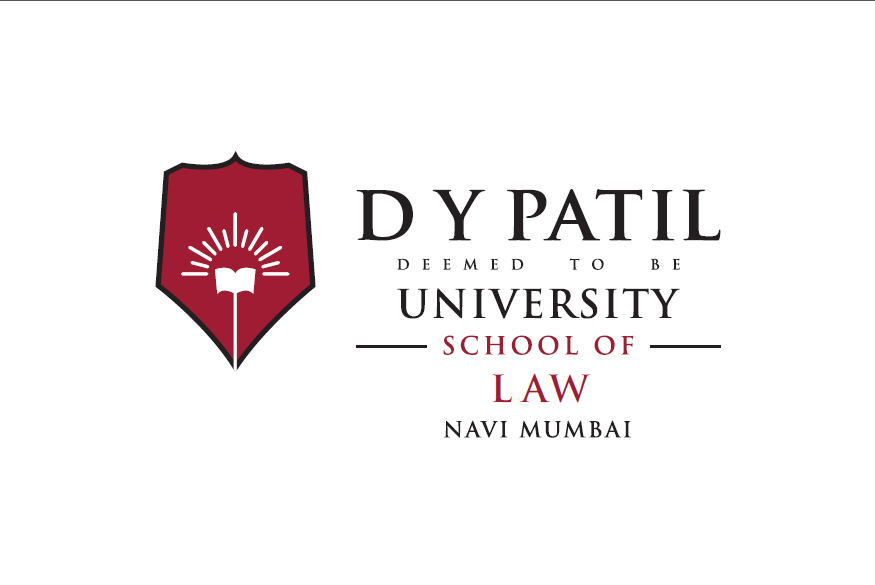 D Y PATIL
DEEMED TO BE
UNIVERSITY
SCHOOL OF
LAW
NAVI MUMBAI